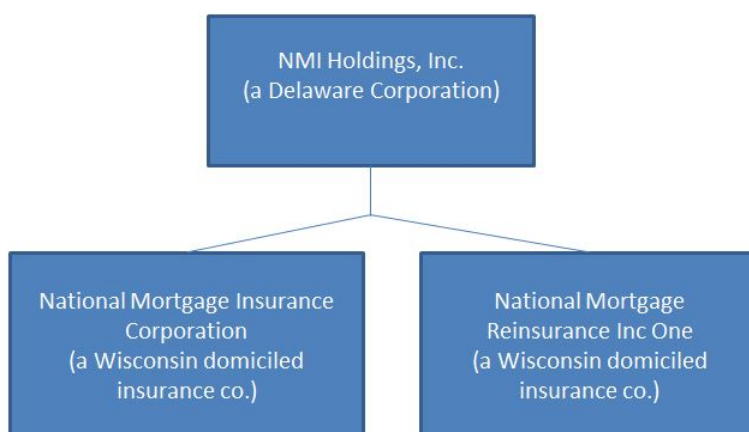 NMI Holdings, Inc.
(a Delaware Corporation)
National Mortgage Insurance
Corporation
(a Wisconsin domiciled
insurance co.)
National Mortgage
Reinsurance Inc One
(a Wisconsin domiciled
insurance co.)